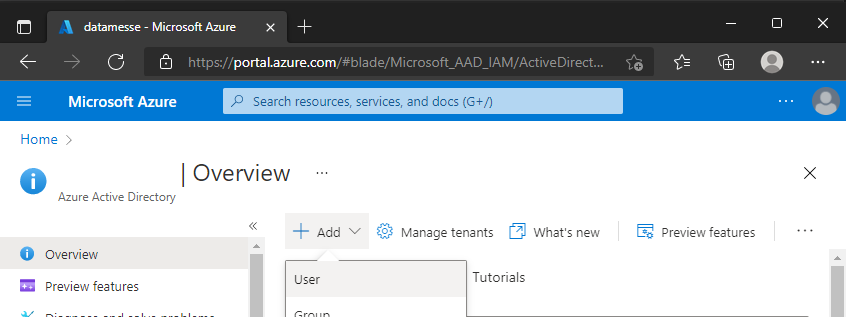 datamesse - Microsoft Azure
https://portal.azure.com/#blade/Microsoft_AAD_IAM/ActiveDirect...
Microsoft Azure
Search resources, services, and docs (G+/)
Home
| Overview
Azure Active Directory
Add
Manage tenants
What's new
Preview features
Overview
User
Tutorials
Preview features
Group
Diagnose and solve problems